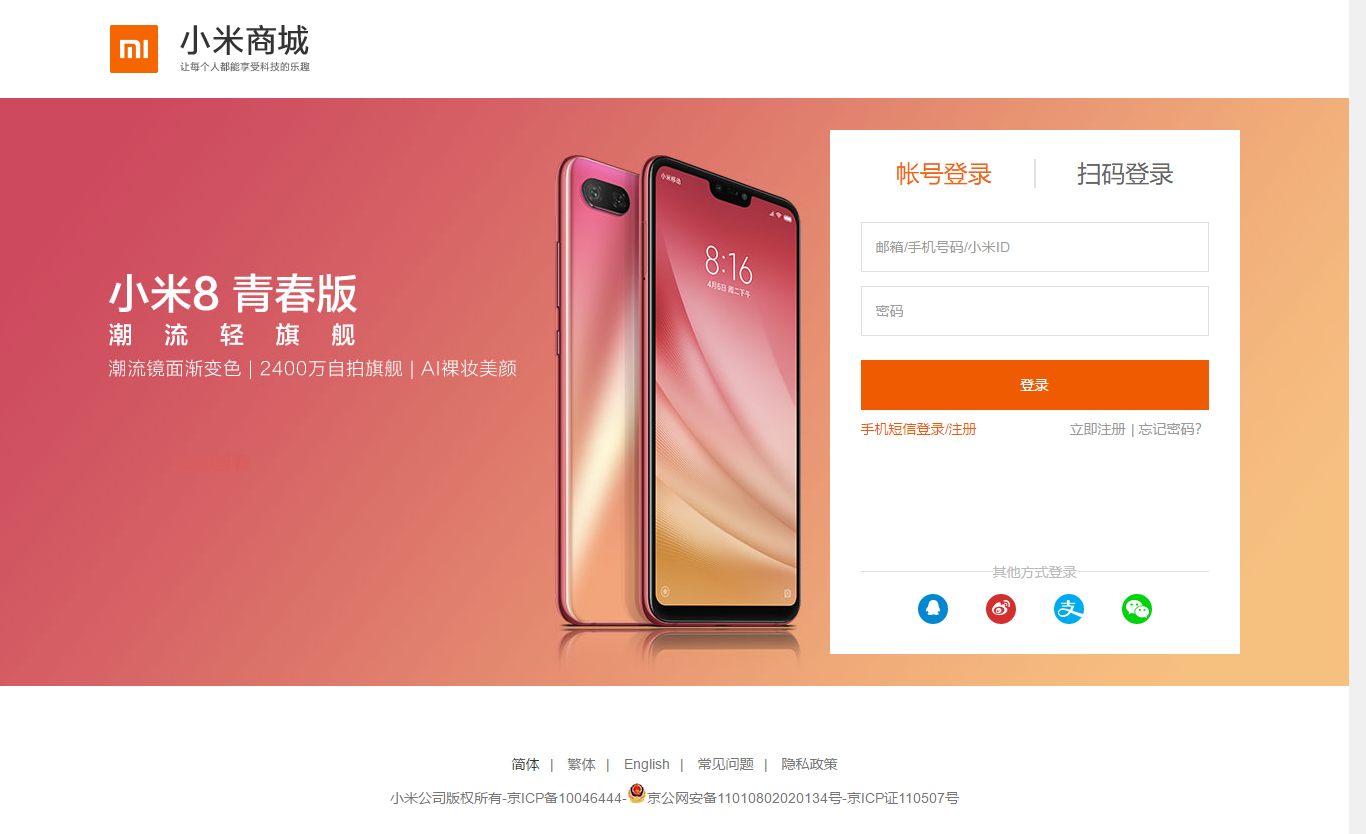 小米商城
让每个人都能享受科技的乐趣
小米8 青春版
潮 流 轻 旗 舰
潮流镜面渐变色 | 2400万自拍旗舰 | AI裸妆美颜
小米移动
8:16
4月6日 周二下午
帐号登录 扫码登录
邮箱/手机号码/小米ID
密码
登录
手机短信登录/注册 立即注册 | 忘记密码?
其他方式登录
支
简体 | 繁体 | English | 常见问题 | 隐私政策
小米公司版权所有-京ICP备10046444-京公网安备11010802020134号-京ICP证110507号